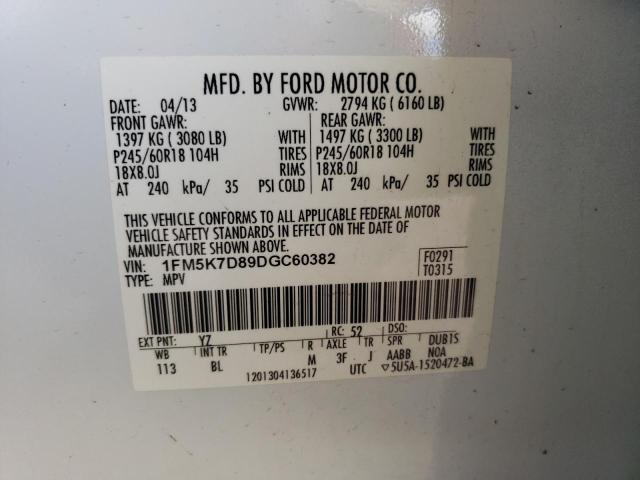 MFD. BY FORD MOTOR CO.
DATE: 04/13 GVWR: 2794 KG ( 6160 LB)
FRONT GAWR: REAR GAWR:
1397 KG ( 3080 LB) WITH 1497 KG ( 3300 LB) WITH
P245/60R18 104H TIRES P245/60R18 104H TIRES
18X8.0J RIMS 18X8.0J RIMS
AT 240 kPa/ 35 PSI COLD AT 240 kPa/ 35 PSI COLD
THIS VEHICLE CONFORMS TO ALL APPLICABLE FEDERAL MOTOR
VEHICLE SAFETY STANDARDS IN EFFECT ON THE DATE OF
MANUFACTURE SHOWN ABOVE.
VIN: 1FM5K7D89DGC60382 F0291
TYPE: MPV T0315
EXT PNT: YZ RC: 52 DSO:
WB INT TR TP/PS R AXLE TR SPR DUB1S
113 BL M 3F J AABB N0A
1201304136517 UTC ▽5U5A-1520472-BA